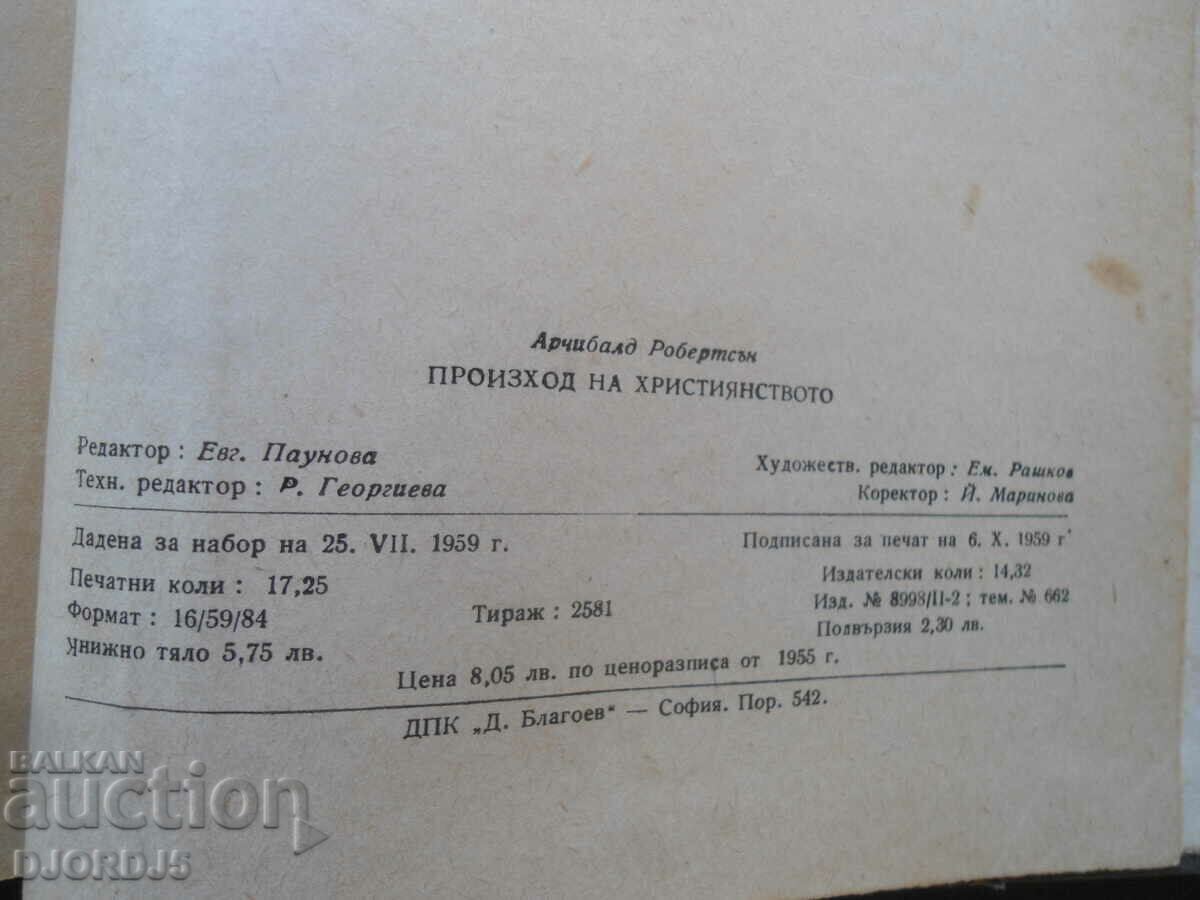 Арчибалд Робертсън
ПРОИЗХОД НА ХРИСТИЯНСТВОТО
Редактор : Евг. Паунова
Художеств. редактор : Ем. Рашков
Техн. редактор : Р. Георгиева
Коректор : Й. Маринова
Дадена за набор на 25. VII. 1959 г.
Подписана за печат на 6. X. 1959 г
Печатни коли : 17,25
Издателски коли : 14,32
Формат : 16/59/84
Тираж : 2581
Изд. № 8998/II-2 ; тем. № 662
Книжно тяло 5,75 лв.
Полвързия 2,30 лв.
Цена 8,05 лв. по ценоразписа от 1955 г.
ДПК „Д. Благоев“ — София. Пор. 542.
BALKAN
auction
DJORDJ5